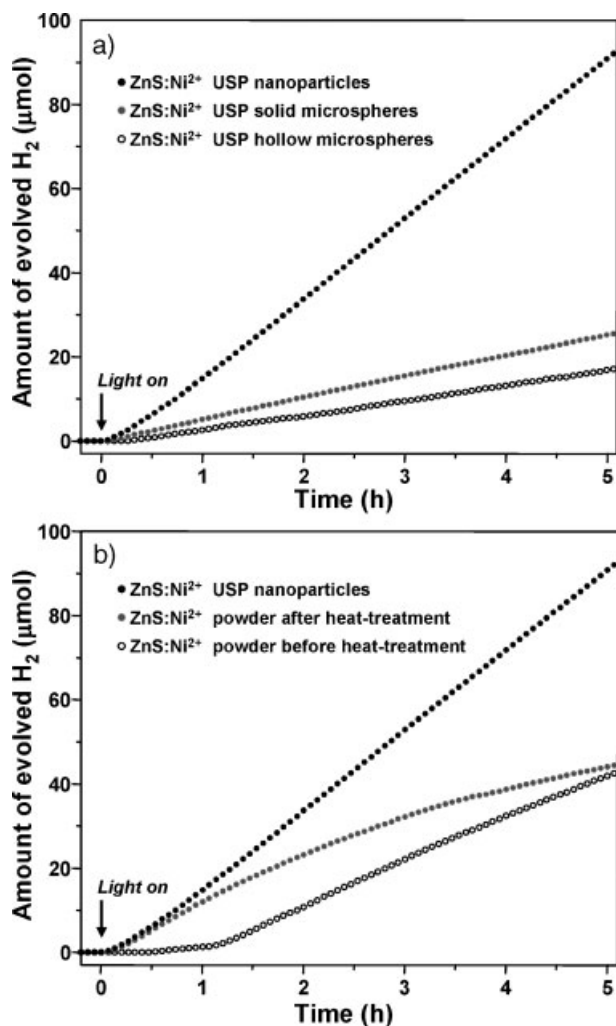 a)
ZnS:Ni²⁺ USP nanoparticles
ZnS:Ni²⁺ USP solid microspheres
ZnS:Ni²⁺ USP hollow microspheres
Light on
100
80
60
40
20
0
Amount of evolved H₂ (μmol)
0 1 2 3 4 5
Time (h)
b)
ZnS:Ni²⁺ USP nanoparticles
ZnS:Ni²⁺ powder after heat-treatment
ZnS:Ni²⁺ powder before heat-treatment
Light on
100
80
60
40
20
0
Amount of evolved H₂ (μmol)
0 1 2 3 4 5
Time (h)